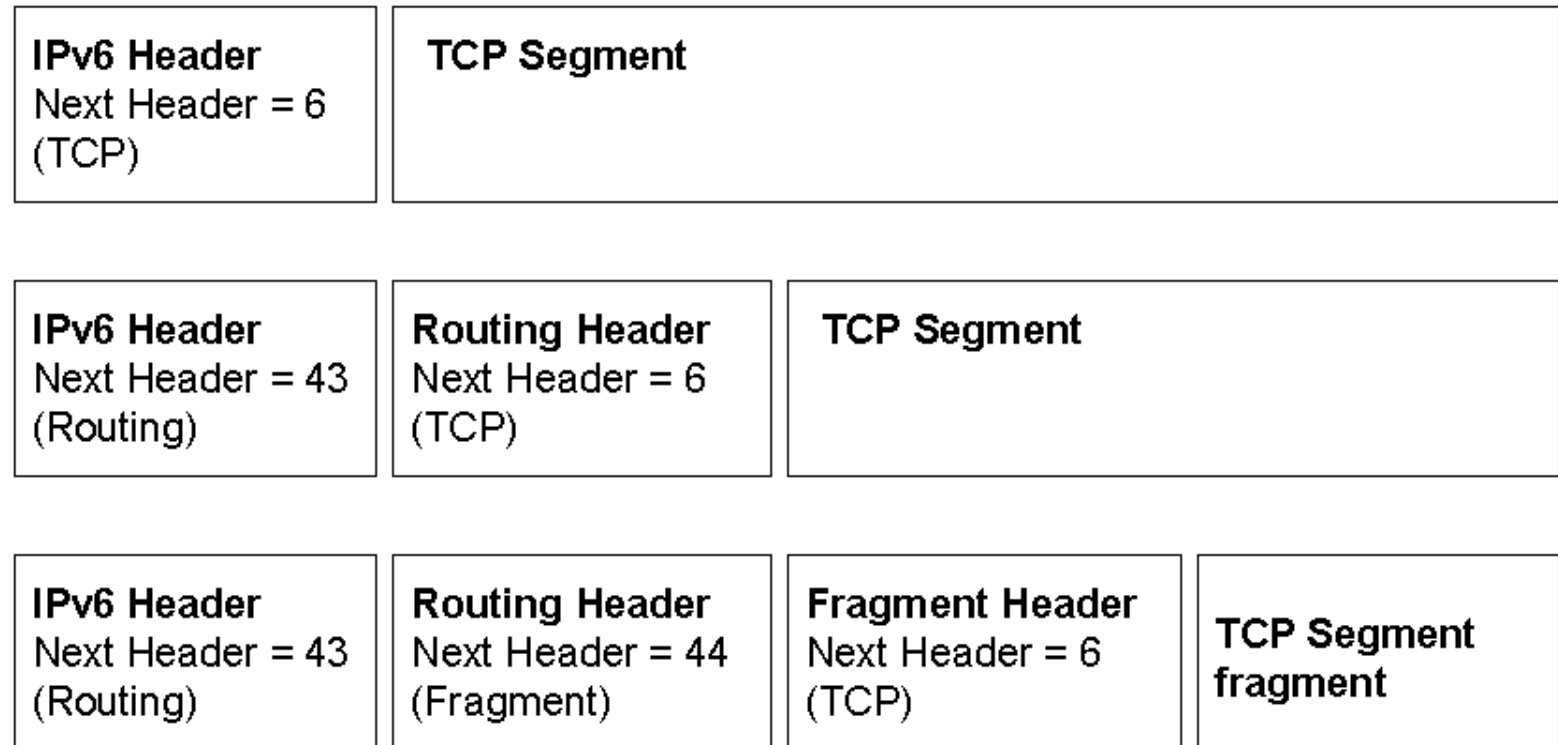 IPv6 Header
Next Header = 6
(TCP)
TCP Segment
IPv6 Header
Next Header = 43
(Routing)
Routing Header
Next Header = 6
(TCP)
TCP Segment
IPv6 Header
Next Header = 43
(Routing)
Routing Header
Next Header = 44
(Fragment)
Fragment Header
Next Header = 6
(TCP)
TCP Segment
fragment